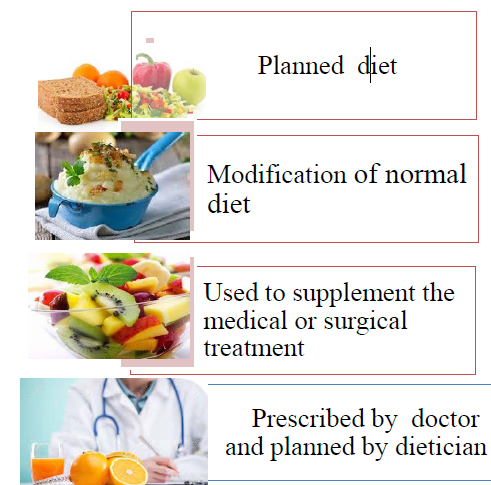 Planned  diet
Modification of normal
diet
Used to supplement the
medical or surgical
treatment
Prescribed by  doctor
and planned by dietician